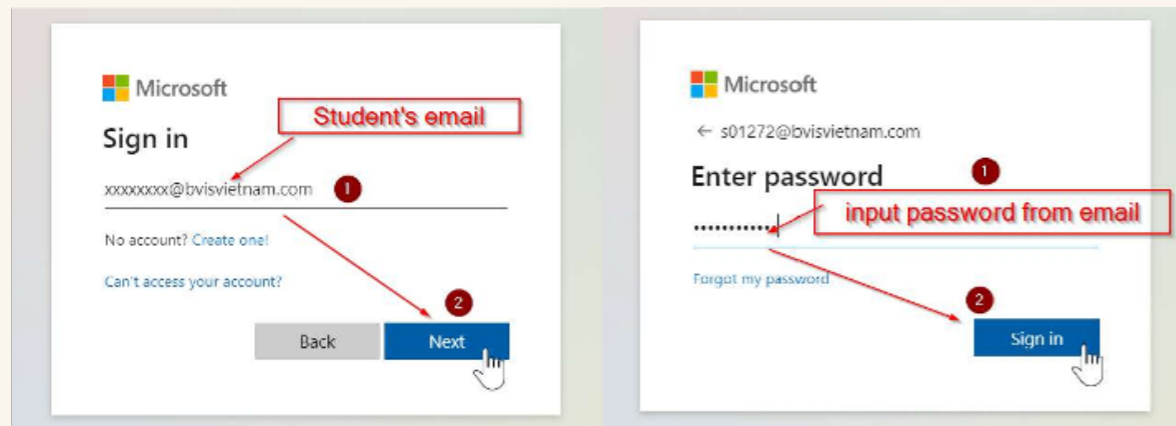 Microsoft
Student's email
Sign in
xxxxxxxx@bvisvietnam.com
1
No account? Create one!
Can't access your account?
2
Back
Next
Microsoft
← s01272@bvisvietnam.com
Enter password
1
input password from email
••••••••••••
Forgot my password
2
Sign in